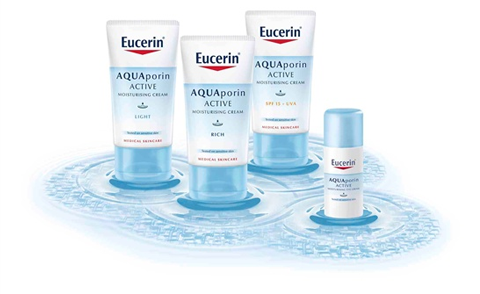 Eucerin
AQUAporin
ACTIVE
MOISTURISING CREAM
LIGHT
MEDICAL SKINCARE
Eucerin
AQUAporin
ACTIVE
MOISTURISING CREAM
RICH
MEDICAL SKINCARE
Eucerin
AQUAporin
ACTIVE
MOISTURISING CREAM
SPF 15 + UVA
MEDICAL SKINCARE
Eucerin
AQUAporin
ACTIVE